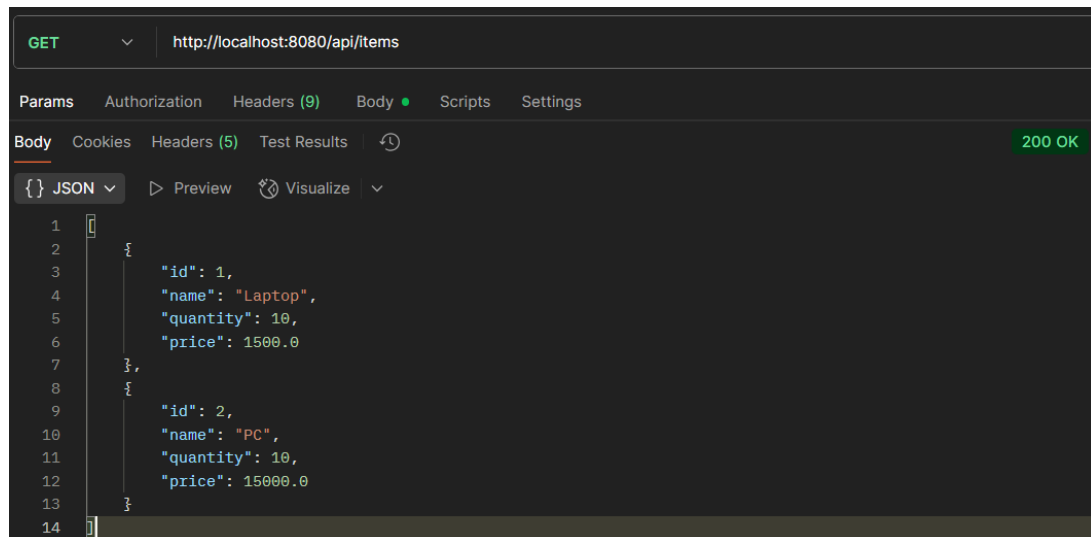 GET http://localhost:8080/api/items
Params Authorization Headers (9) Body Scripts Settings
Body Cookies Headers (5) Test Results 200 OK
{} JSON Preview Visualize
1 [
2 {
3 "id": 1,
4 "name": "Laptop",
5 "quantity": 10,
6 "price": 1500.0
7 },
8 {
9 "id": 2,
10 "name": "PC",
11 "quantity": 10,
12 "price": 15000.0
13 }
14 ]